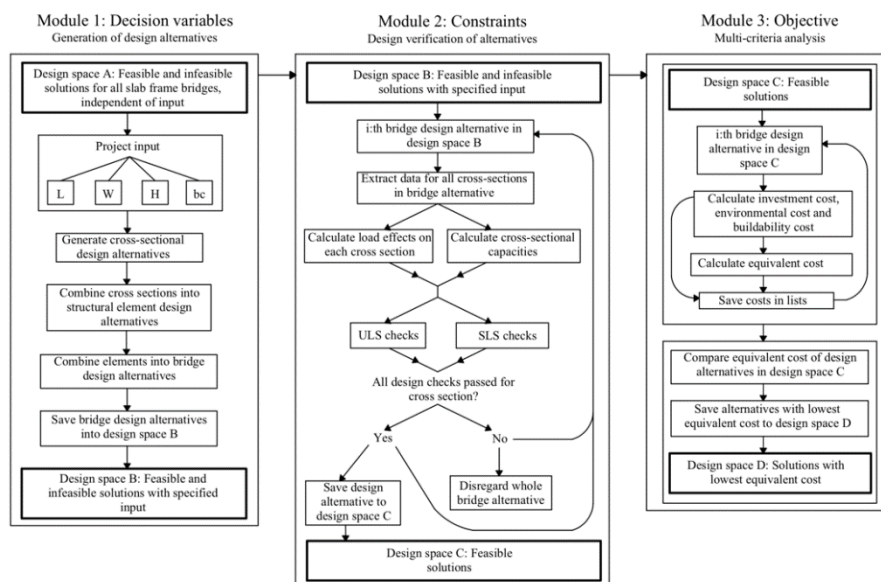 Module 1: Decision variables
Generation of design alternatives
Design space A: Feasible and infeasible
solutions for all slab frame bridges,
independent of input
Project input
L
W
H
bc
Generate cross-sectional
design alternatives
Combine cross sections into
structural element design
alternatives
Combine elements into bridge
design alternatives
Save bridge design alternatives
into design space B
Design space B: Feasible and
infeasible solutions with specified
input
Module 2: Constraints
Design verification of alternatives
Design space B: Feasible and infeasible
solutions with specified input
i:th bridge design alternative in
design space B
Extract data for all cross-sections
in bridge alternative
Calculate load effects on
each cross section
Calculate cross-sectional
capacities
ULS checks
SLS checks
All design checks passed for
cross section?
Yes
No
Save design
alternative to
design space C
Disregard whole
bridge alternative
Design space C: Feasible
solutions
Module 3: Objective
Multi-criteria analysis
Design space C: Feasible
solutions
i:th bridge design
alternative in design
space C
Calculate investment cost,
environmental cost and
buildability cost
Calculate equivalent cost
Save costs in lists
Compare equivalent cost of design
alternatives in design space C
Save alternatives with lowest
equivalent cost to design space D
Design space D: Solutions with
lowest equivalent cost